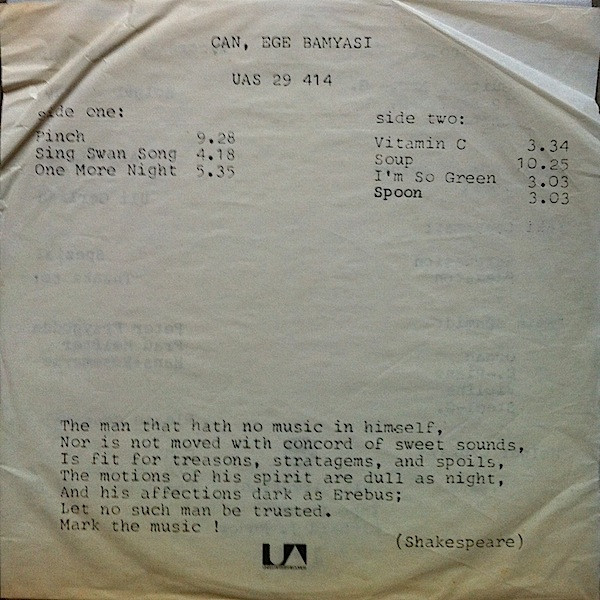 CAN, EGE BAMYASI
UAS 29 414
side one:
Pinch 9.28
Sing Swan Song 4.18
One More Night 5.35
side two:
Vitamin C 3.34
Soup 10.25
I'm So Green 3.03
Spoon 3.03
The man that hath no music in himself,
Nor is not moved with concord of sweet sounds,
Is fit for treasons, stratagems, and spoils,
The motions of his spirit are dull as night,
And his affections dark as Erebus;
Let no such man be trusted.
Mark the music !
(Shakespeare)
UA